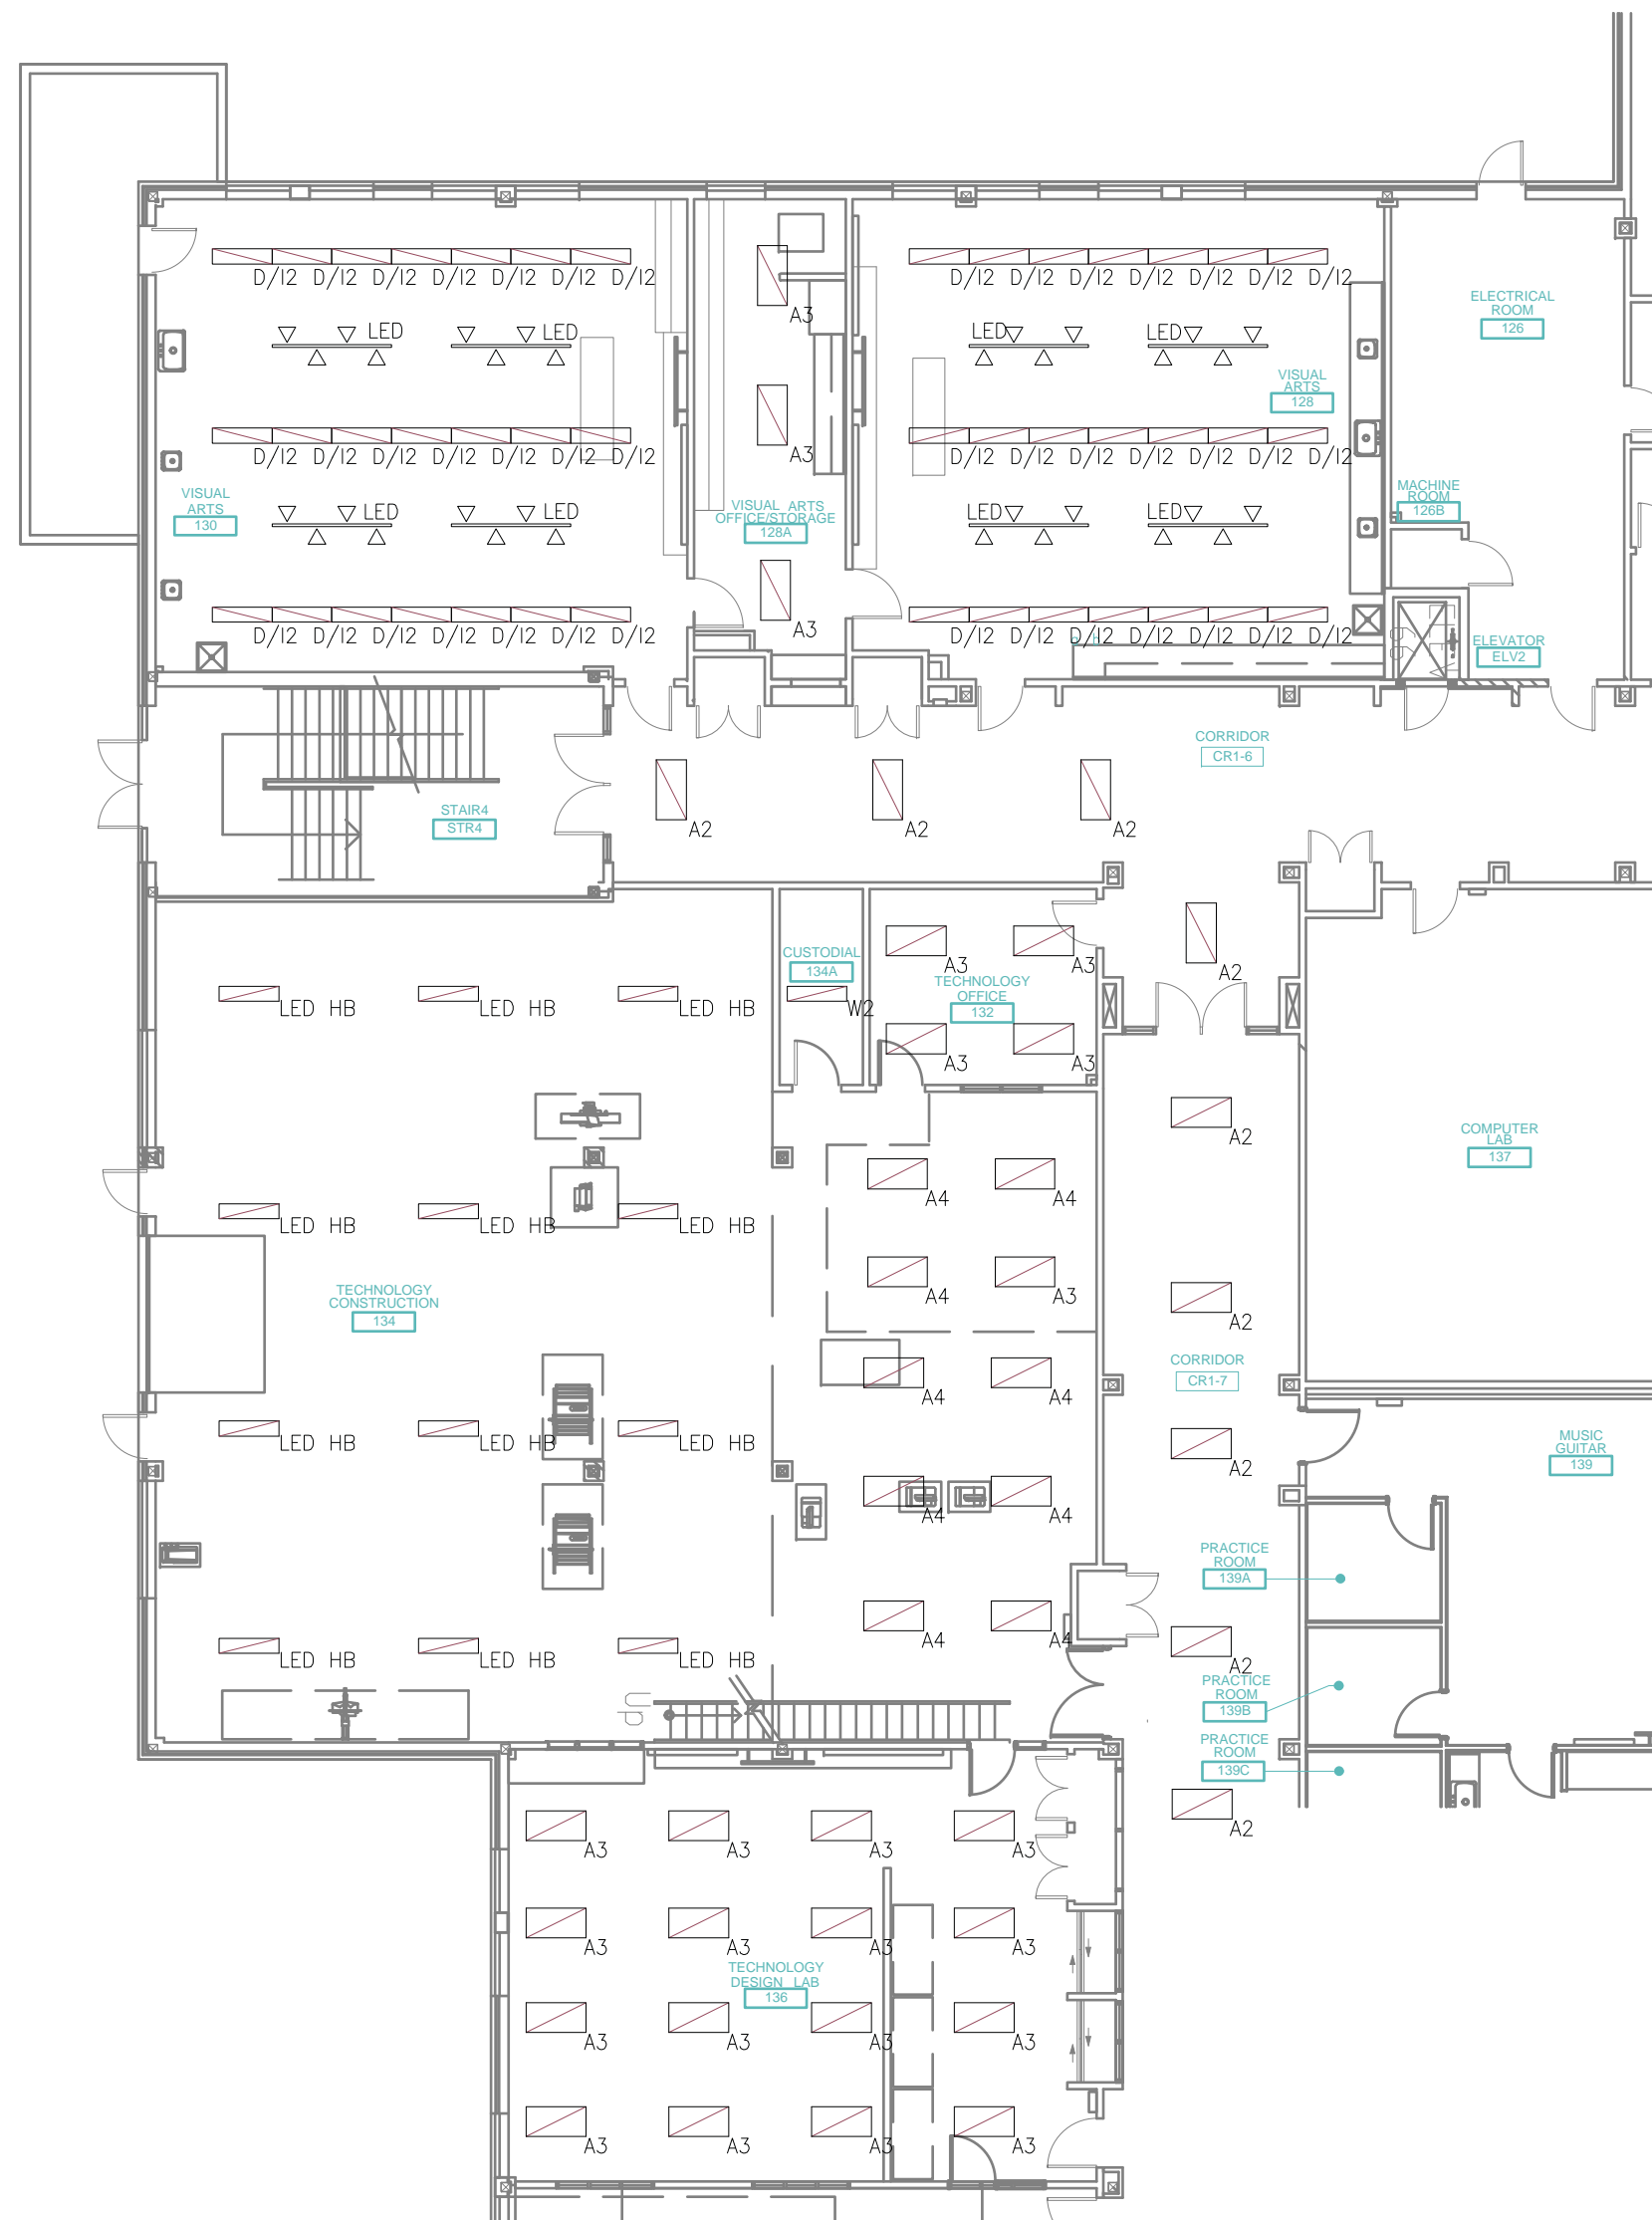 D/I2 D/I2 D/I2 D/I2 D/I2 D/I2 D/I2
D/I2 D/I2 D/I2 D/I2 D/I2 D/I2 D/I2
A3
ELECTRICAL
ROOM
126
LED LED
LED LED
VISUAL
ARTS
128
D/I2 D/I2 D/I2 D/I2 D/I2 D/I2 D/I2
A3
D/I2 D/I2 D/I2 D/I2 D/I2 D/I2 D/I2
MACHINE
ROOM
126B
VISUAL
ARTS
130
LED LED
VISUAL ARTS
OFFICE/STORAGE
128A
LED LED
D/I2 D/I2 D/I2 D/I2 D/I2 D/I2 D/I2
A3
D/I2 D/I2 D/I2 D/I2 D/I2 D/I2 D/I2
ELEVATOR
ELV2
CORRIDOR
CR1-6
STAIR4
STR4
A2 A2 A2
CUSTODIAL
134A
A3 A3
A2
TECHNOLOGY
OFFICE
132
LED HB LED HB LED HB
W2
A3 A3
A2
COMPUTER
LAB
137
A4 A4
LED HB LED HB LED HB
TECHNOLOGY
CONSTRUCTION
134
A4 A3
A2
CORRIDOR
CR1-7
A4 A4
LED HB LED HB LED HB
A2
MUSIC
GUITAR
139
A4 A4
PRACTICE
ROOM
139A
A4 A4
LED HB LED HB LED HB
A2
PRACTICE
ROOM
139B
up
PRACTICE
ROOM
139C
A2
A3 A3 A3 A3
A3 A3 A3 A3
TECHNOLOGY
DESIGN LAB
136
A3 A3 A3 A3
A3 A3 A3 A3